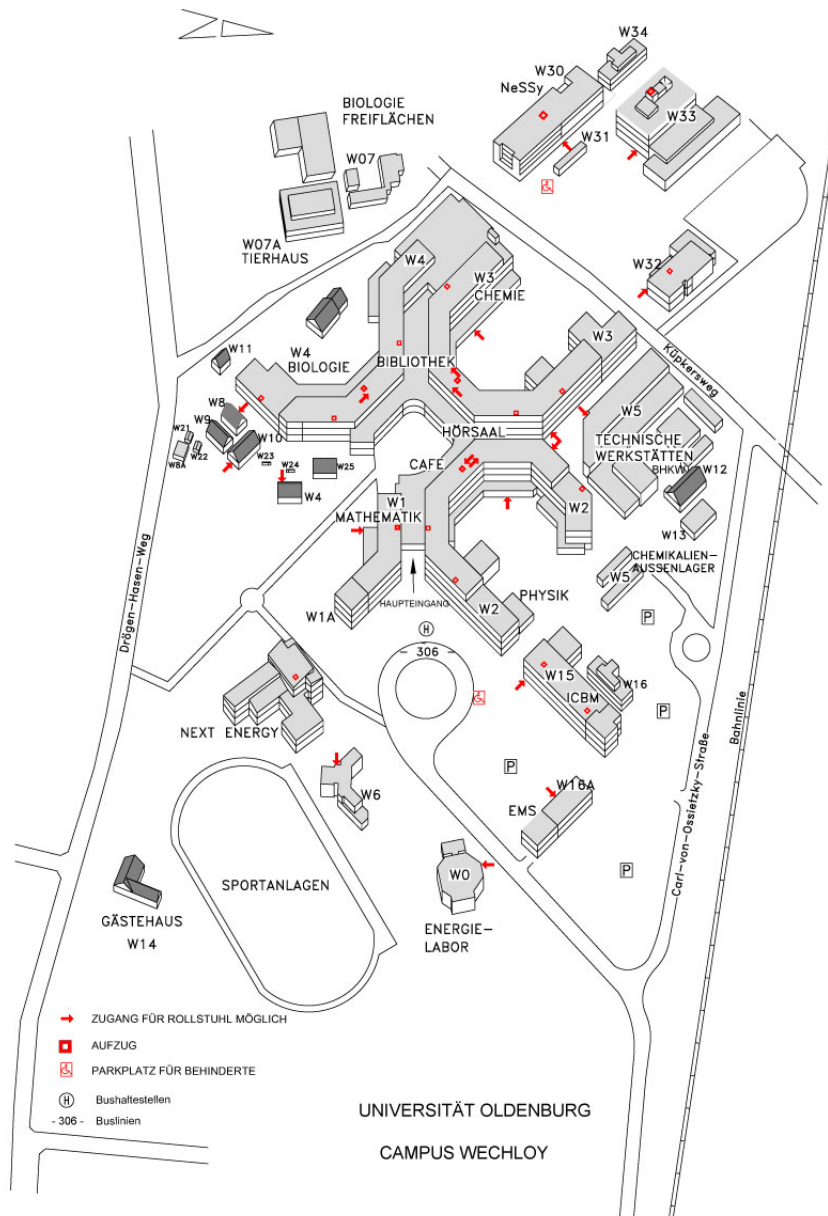 W34
W30
NeSSy
BIOLOGIE
FREIFLÄCHEN
W33
W31
W07
W07A
TIERHAUS
W4
W3
CHEMIE
W32
W11
W4
BIOLOGIE
BIBLIOTHEK
W3
Küpkersweg
W8
W9
W10
W21
W22
W8A
W23
W24
W25
W4
HÖRSAAL
CAFE
W5
TECHNISCHE
WERKSTÄTTEN
BHKW
W12
W13
W1
MATHEMATIK
W2
CHEMIKALIEN-
AUSSENLAGER
W5
Drögen-Hasen-Weg
W1A
HAUPTEINGANG
W2
PHYSIK
P
H
- 306 -
W15
ICBM
W16
P
NEXT ENERGY
W6
P
W16A
EMS
P
Carl-von-Ossietzky-Straße
Bahnlinie
SPORTANLAGEN
W0
ENERGIE-
LABOR
GÄSTEHAUS
W14
ZUGANG FÜR ROLLSTUHL MÖGLICH
AUFZUG
PARKPLATZ FÜR BEHINDERTE
H Bushaltestellen
- 306 - Buslinien
UNIVERSITÄT OLDENBURG
CAMPUS WECHLOY